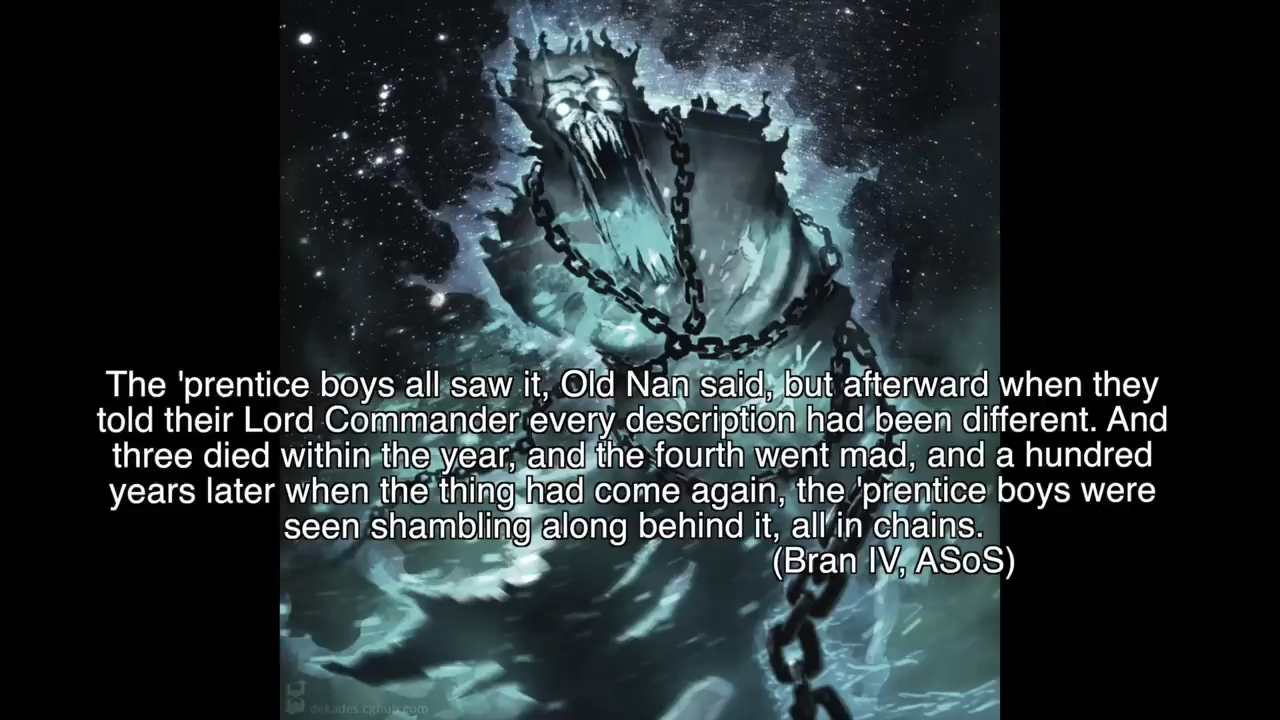 The 'prentice boys all saw it, Old Nan said, but afterward when they
told their Lord Commander every description had been different. And
three died within the year, and the fourth went mad, and a hundred
years later when the thing had come again, the 'prentice boys were
seen shambling along behind it, all in chains.
(Bran IV, ASoS)
dekades.cghub.com